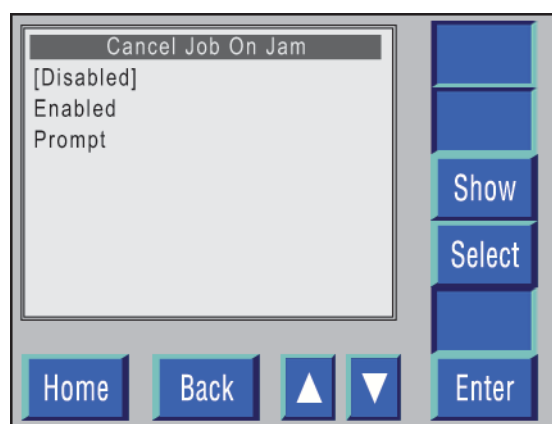 Cancel Job On Jam
[Disabled]
Enabled
Prompt
Show
Select
Home
Back
Enter